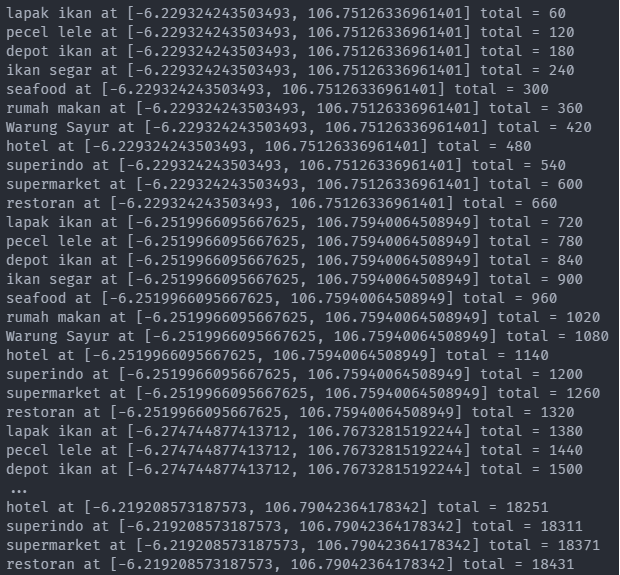 lapak ikan at [-6.229324243503493, 106.75126336961401] total = 60
pecel lele at [-6.229324243503493, 106.75126336961401] total = 120
depot ikan at [-6.229324243503493, 106.75126336961401] total = 180
ikan segar at [-6.229324243503493, 106.75126336961401] total = 240
seafood at [-6.229324243503493, 106.75126336961401] total = 300
rumah makan at [-6.229324243503493, 106.75126336961401] total = 360
Warung Sayur at [-6.229324243503493, 106.75126336961401] total = 420
hotel at [-6.229324243503493, 106.75126336961401] total = 480
superindo at [-6.229324243503493, 106.75126336961401] total = 540
supermarket at [-6.229324243503493, 106.75126336961401] total = 600
restoran at [-6.229324243503493, 106.75126336961401] total = 660
lapak ikan at [-6.2519966095667625, 106.75940064508949] total = 720
pecel lele at [-6.2519966095667625, 106.75940064508949] total = 780
depot ikan at [-6.2519966095667625, 106.75940064508949] total = 840
ikan segar at [-6.2519966095667625, 106.75940064508949] total = 900
seafood at [-6.2519966095667625, 106.75940064508949] total = 960
rumah makan at [-6.2519966095667625, 106.75940064508949] total = 1020
Warung Sayur at [-6.2519966095667625, 106.75940064508949] total = 1080
hotel at [-6.2519966095667625, 106.75940064508949] total = 1140
superindo at [-6.2519966095667625, 106.75940064508949] total = 1200
supermarket at [-6.2519966095667625, 106.75940064508949] total = 1260
restoran at [-6.2519966095667625, 106.75940064508949] total = 1320
lapak ikan at [-6.274744877413712, 106.76732815192244] total = 1380
pecel lele at [-6.274744877413712, 106.76732815192244] total = 1440
depot ikan at [-6.274744877413712, 106.76732815192244] total = 1500
...
hotel at [-6.219208573187573, 106.79042364178342] total = 18251
superindo at [-6.219208573187573, 106.79042364178342] total = 18311
supermarket at [-6.219208573187573, 106.79042364178342] total = 18371
restoran at [-6.219208573187573, 106.79042364178342] total = 18431